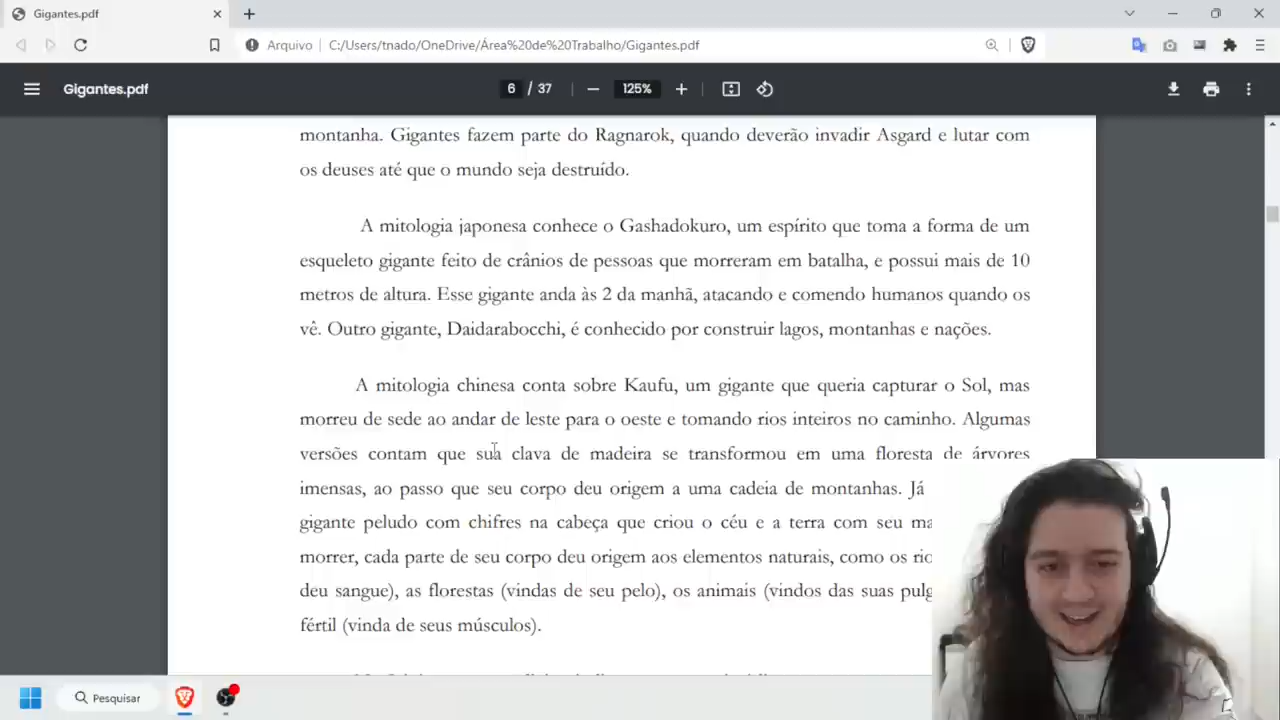 Gigantes.pdf
Arquivo C:/Users/tnado/OneDrive/Área%20de%20Trabalho/Gigantes.pdf
Gigantes.pdf 6 / 37 125%
montanha. Gigantes fazem parte do Ragnarok, quando deverão invadir Asgard e lutar com
os deuses até que o mundo seja destruído.
A mitologia japonesa conhece o Gashadokuro, um espírito que toma a forma de um
esqueleto gigante feito de crânios de pessoas que morreram em batalha, e possui mais de 10
metros de altura. Esse gigante anda às 2 da manhã, atacando e comendo humanos quando os
vê. Outro gigante, Daidarabocchi, é conhecido por construir lagos, montanhas e nações.
A mitologia chinesa conta sobre Kaufu, um gigante que queria capturar o Sol, mas
morreu de sede ao andar de leste para o oeste e tomando rios inteiros no caminho. Algumas
versões contam que sua clava de madeira se transformou em uma floresta de árvores
imensas, ao passo que seu corpo deu origem a uma cadeia de montanhas. Já
gigante peludo com chifres na cabeça que criou o céu e a terra com seu
morrer, cada parte de seu corpo deu origem aos elementos naturais, como os
deu sangue), as florestas (vindas de seu pelo), os animais (vindos das suas
fértil (vinda de seus músculos).
Pesquisar